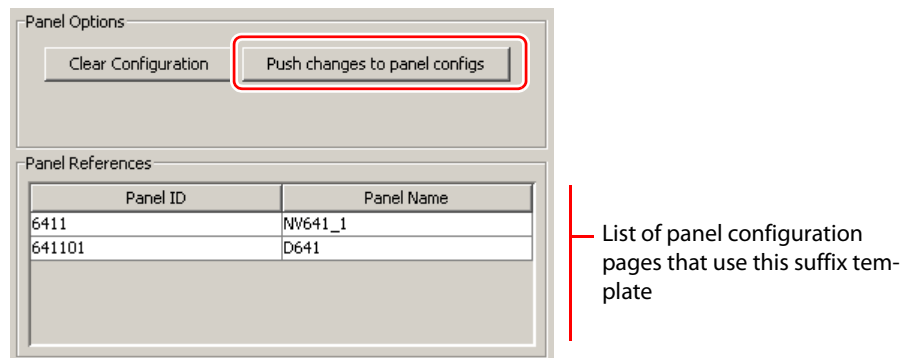 Panel Options
Clear Configuration Push changes to panel configs
Panel References
Panel ID Panel Name
6411 NV641_1
641101 D641
List of panel configuration
pages that use this suffix tem-
plate